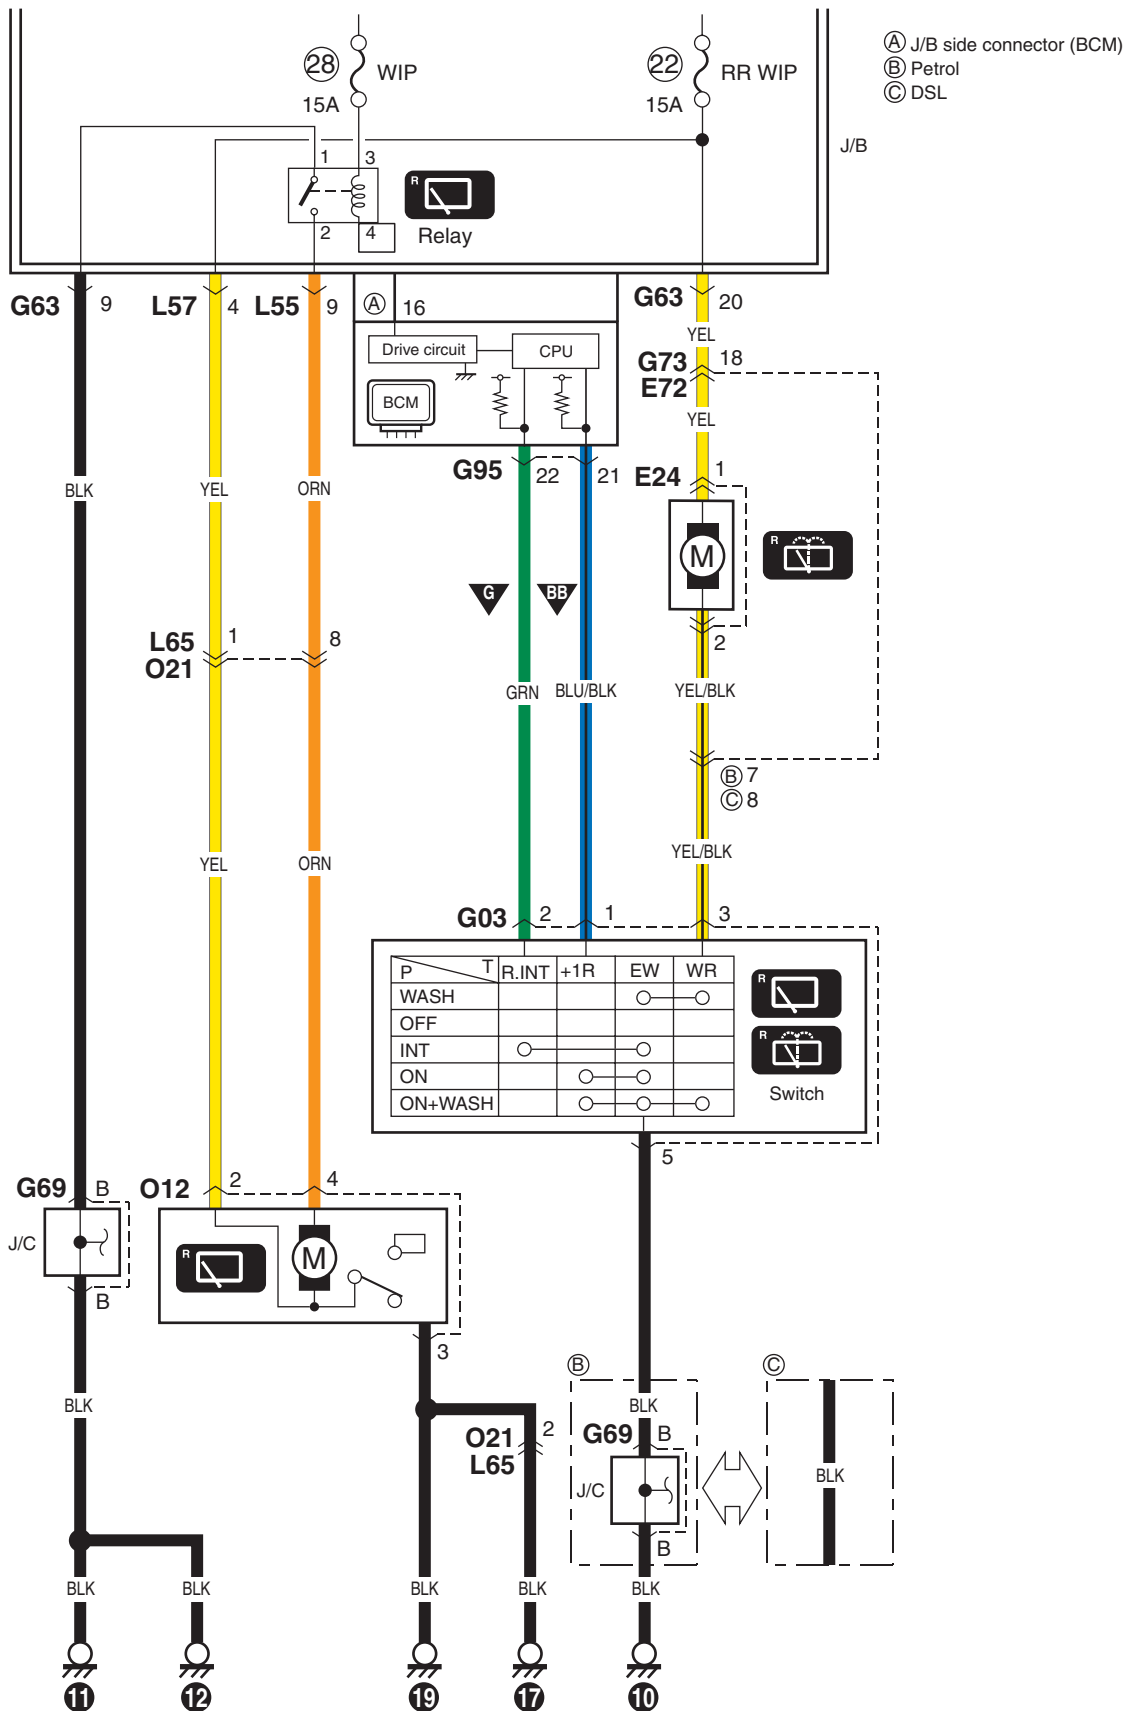 28 WIP 15A
22 RR WIP 15A
Ⓐ J/B side connector (BCM)
Ⓑ Petrol
Ⓒ DSL
J/B
1 3
R
2 4
Relay
G63 9
L57 4
L55 9
Ⓐ 16
G63 20
YEL
Drive circuit CPU
BCM
G73 18
E72
YEL
G95 22 21
E24 1
BLK YEL ORN
M
R
G BB
2
L65 1 8
O21
GRN BLU/BLK YEL/BLK
Ⓑ 7
Ⓒ 8
YEL ORN YEL/BLK
G03 2 1 3
P T R.INT +1R EW WR
WASH
OFF
INT
ON
ON+WASH
R
R
Switch
5
G69 B
O12 2 4
J/C
R
M
B
3
Ⓑ Ⓒ
BLK BLK
O21 2
L65
G69 B
J/C
BLK
B
BLK BLK BLK BLK BLK
11 12 19 17 10